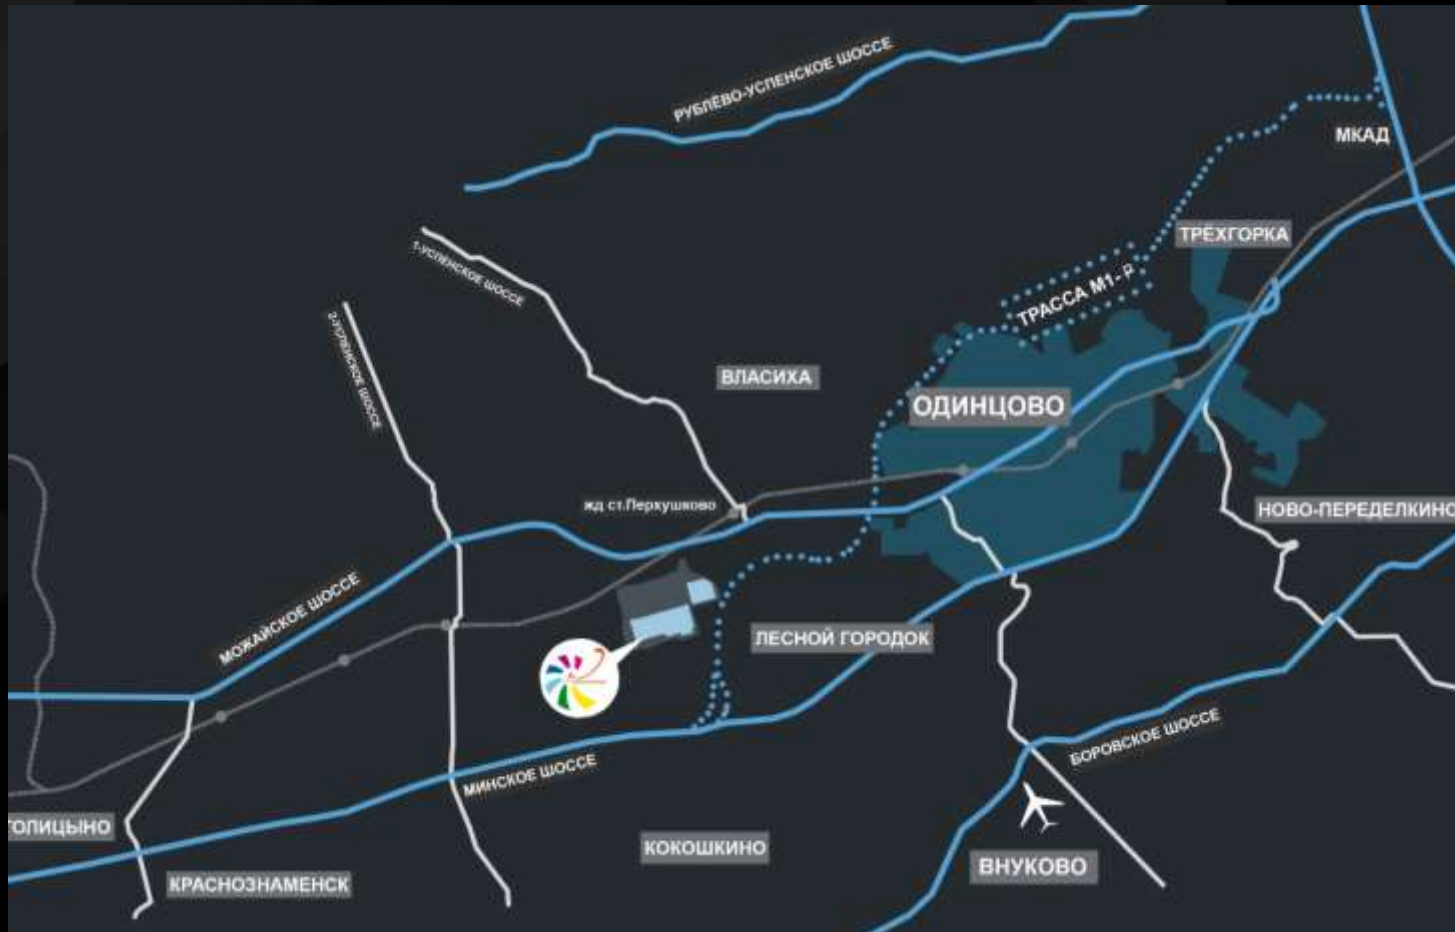 РУБЛЁВО-УСПЕНСКОЕ ШОССЕ
МКАД
ТРЁХГОРКА
1-УСПЕНСКОЕ ШОССЕ
ТРАССА М1- р
2-УСПЕНСКОЕ ШОССЕ
ВЛАСИХА
ОДИНЦОВО
жд ст.Перхушково
НОВО-ПЕРЕДЕЛКИНО
МОЖАЙСКОЕ ШОССЕ
ЛЕСНОЙ ГОРОДОК
БОРОВСКОЕ ШОССЕ
МИНСКОЕ ШОССЕ
ГОЛИЦЫНО
КОКОШКИНО
ВНУКОВО
КРАСНОЗНАМЕНСК